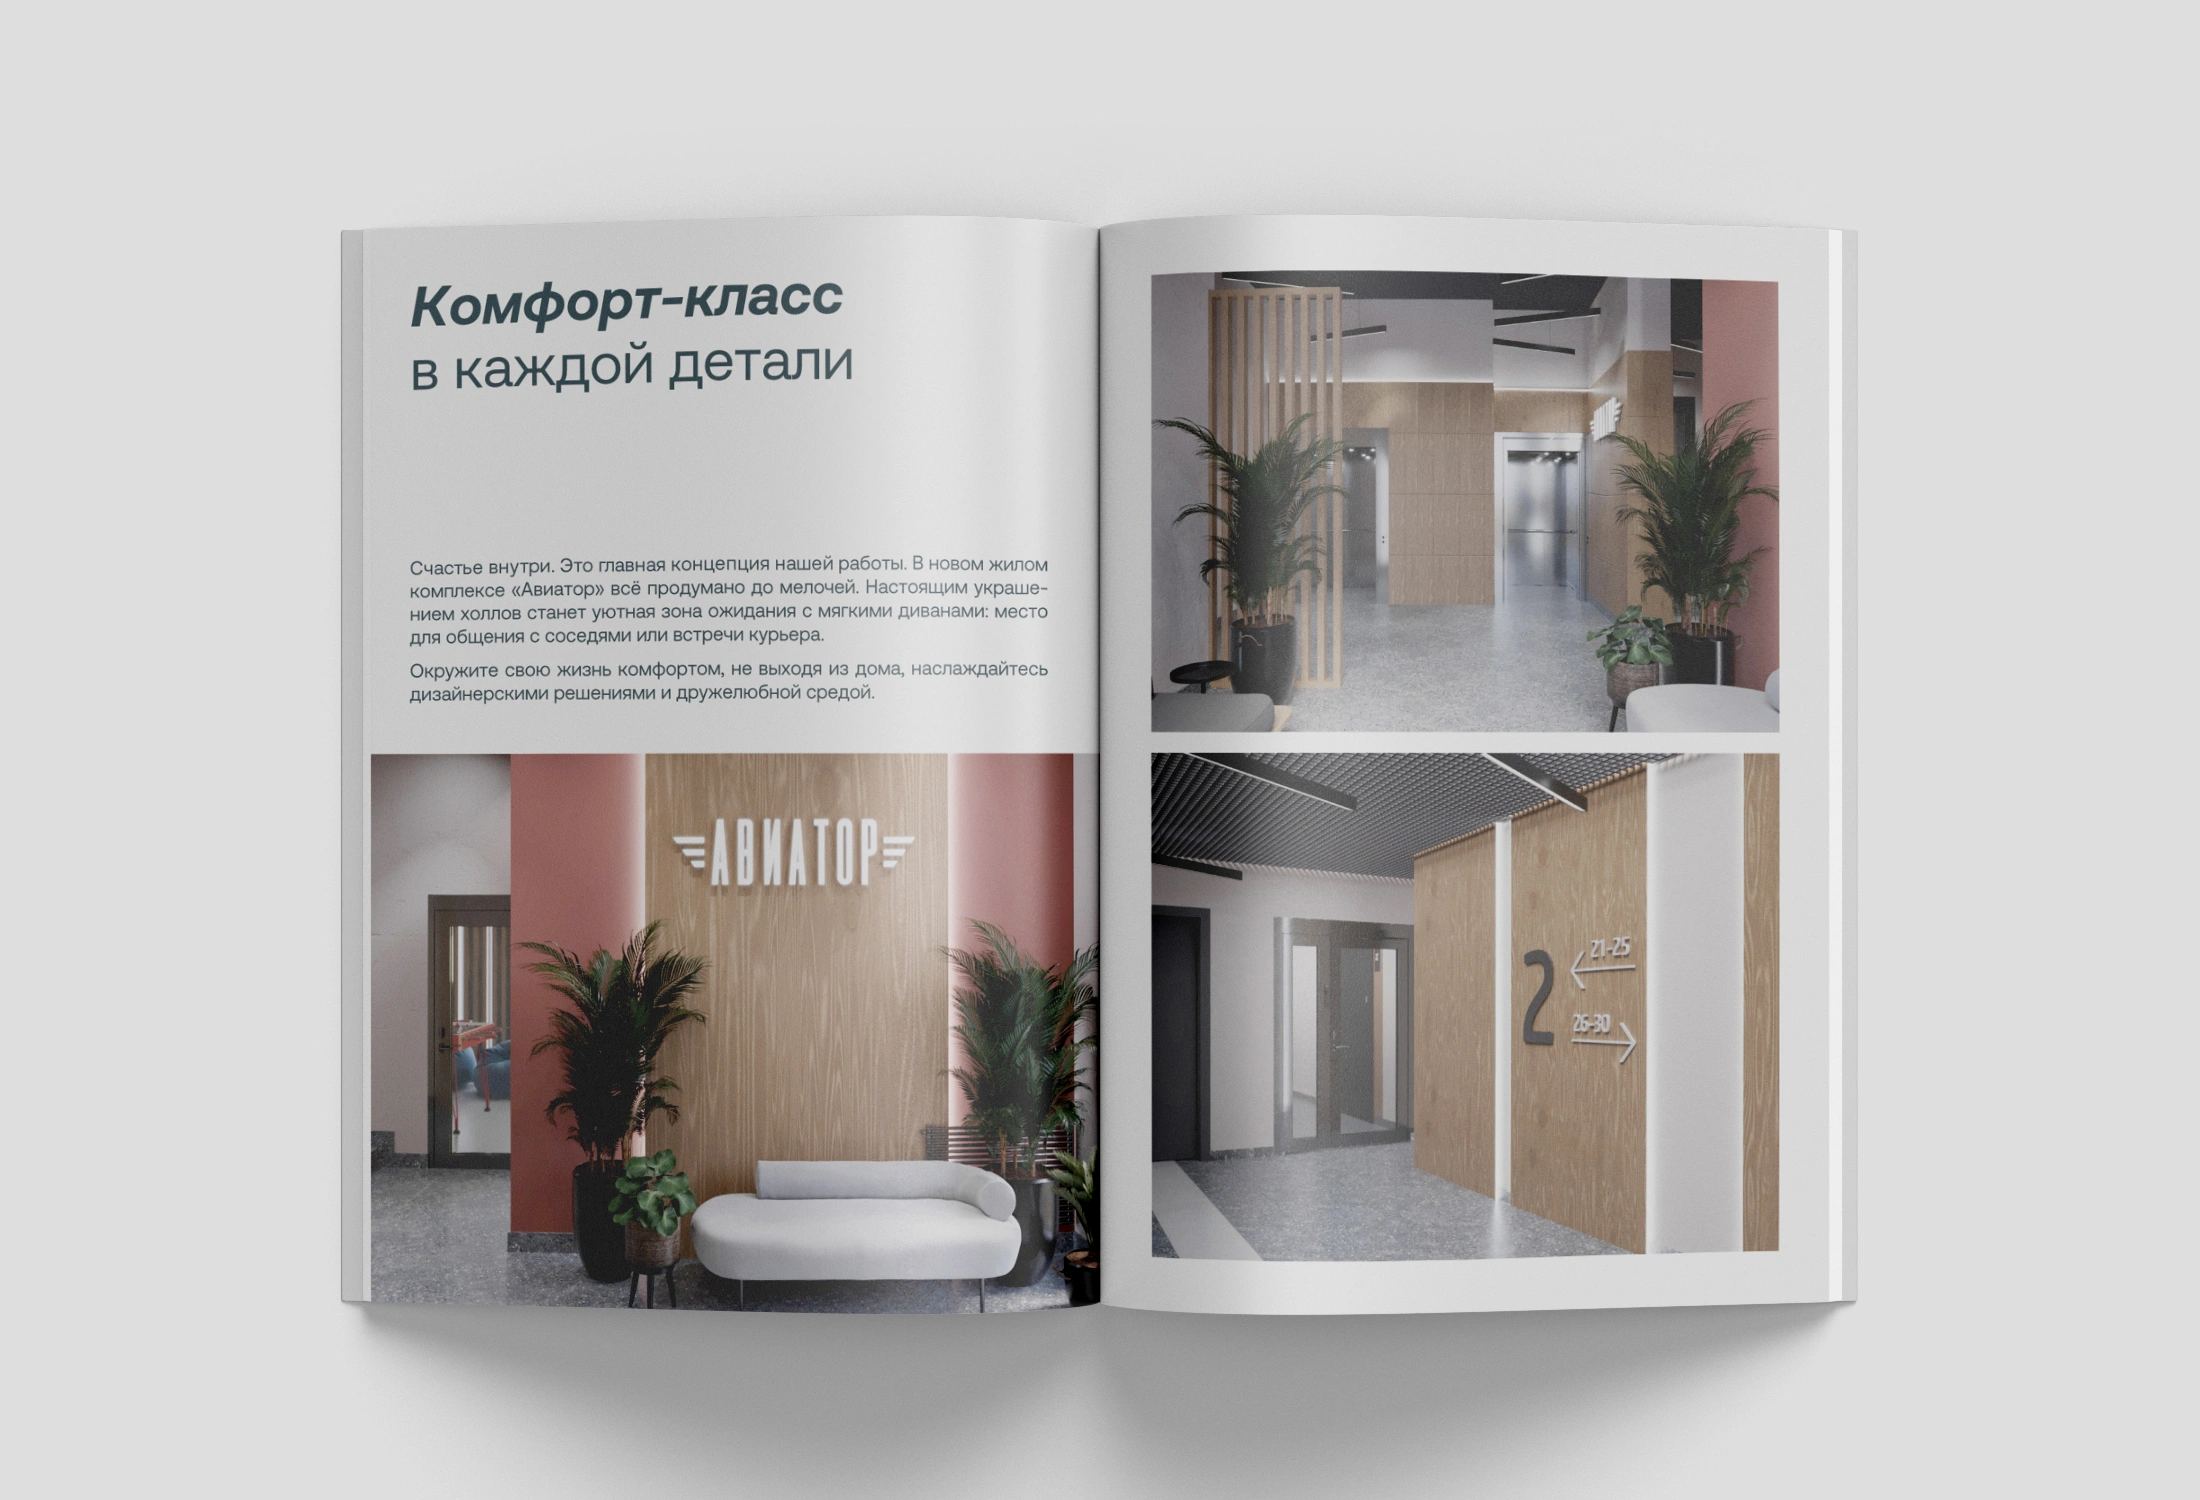 Комфорт-класс
в каждой детали
Счастье внутри. Это главная концепция нашей работы. В новом жилом
комплексе «Авиатор» всё продумано до мелочей. Настоящим украше-
нием холлов станет уютная зона ожидания с мягкими диванами: место
для общения с соседями или встречи курьера.
Окружите свою жизнь комфортом, не выходя из дома, наслаждайтесь
дизайнерскими решениями и дружелюбной средой.
АВИАТОР
2
21-25
26-30